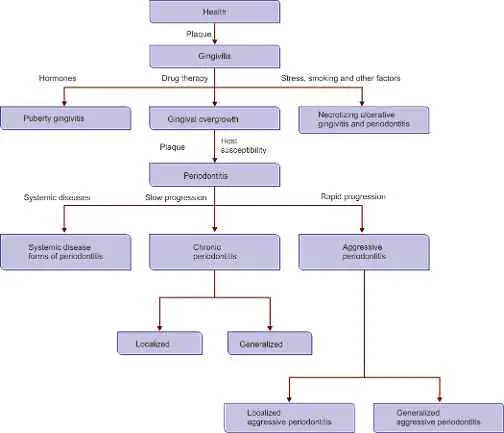 Health
Plaque
Gingivitis
Hormones
Drug therapy
Stress, smoking and other factors
Puberty gingivitis
Gingival overgrowth
Necrotizing ulcerative
gingivitis and periodontitis
Plaque
Host
susceptibility
Periodontitis
Systemic diseases
Slow progression
Rapid progression
Systemic disease
forms of periodontitis
Chronic
periodontitis
Aggressive
periodontitis
Localized
Generalized
Localized
aggressive periodontitis
Generalized
aggressive periodontitis